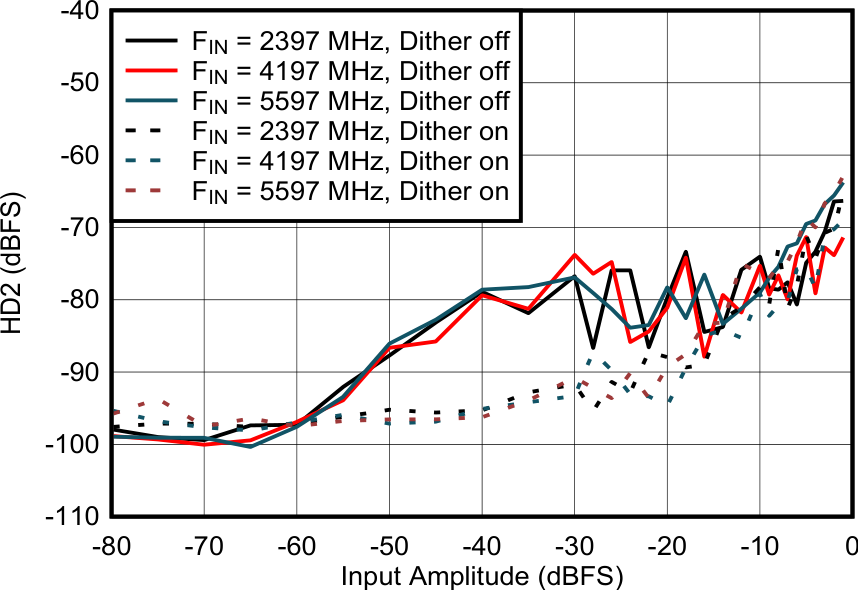 -40
-50
-60
-70
-80
-90
-100
-110
HD2 (dBFS)
FIN = 2397 MHz, Dither off
FIN = 4197 MHz, Dither off
FIN = 5597 MHz, Dither off
FIN = 2397 MHz, Dither on
FIN = 4197 MHz, Dither on
FIN = 5597 MHz, Dither on
-80 -70 -60 -50 -40 -30 -20 -10 0
Input Amplitude (dBFS)